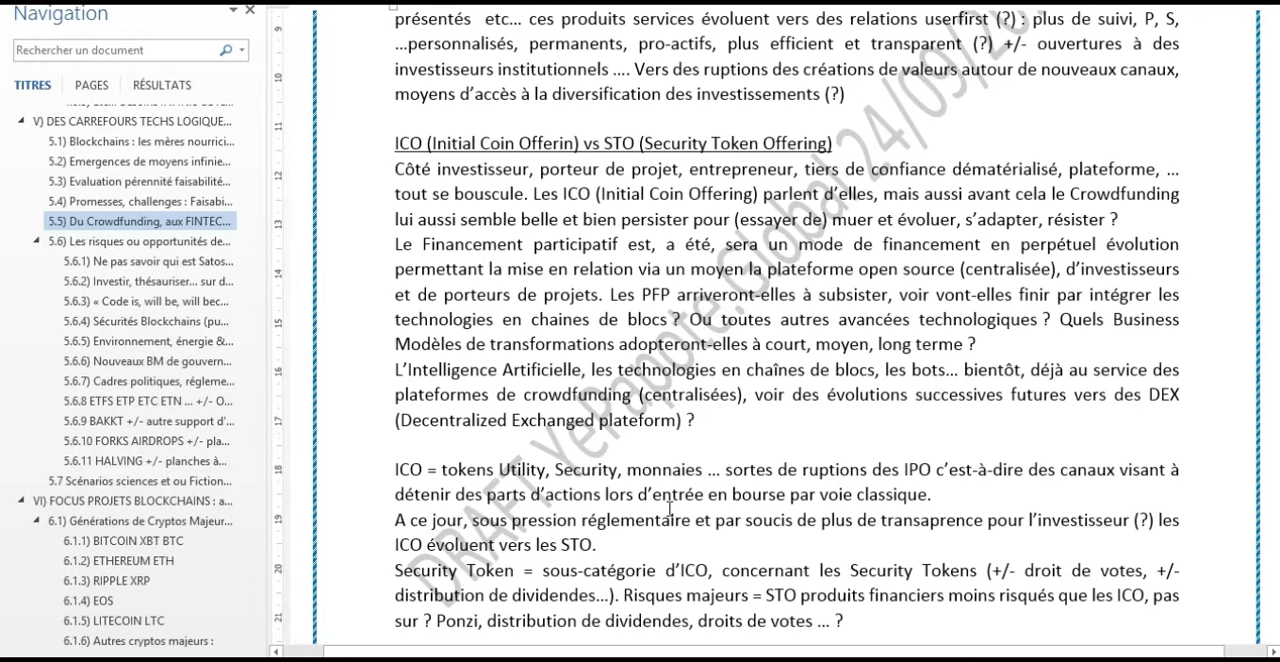 Navigation
Rechercher un document
TITRES PAGES RÉSULTATS
V) DES CARREFOURS TECHS LOGIQUE...
5.1) Blockchains : les mères nourrici...
5.2) Emergences de moyens infinie...
5.3) Evaluation pérennité faisabilité...
5.4) Promesses, challenges : Faisabi...
5.5) Du Crowdfunding, aux FINTEC...
5.6) Les risques ou opportunités de...
5.6.1) Ne pas savoir qui est Satos...
5.6.2) Investir, thésauriser... sur d...
5.6.3) « Code is, will be, will bec...
5.6.4) Sécurités Blockchains (pu...
5.6.5) Environnement, énergie &...
5.6.6) Nouveaux BM de gouvern...
5.6.7) Cadres politiques, régleme...
5.6.8 ETFS ETP ETC ETN ... +/- O...
5.6.9 BAKKT +/- autre support d'...
5.6.10 FORKS AIRDROPS +/- pla...
5.6.11 HALVING +/- planches à...
5.7 Scénarios sciences et ou Fiction...
VI) FOCUS PROJETS BLOCKCHAINS : a...
6.1) Générations de Cryptos Majeur...
6.1.1) BITCOIN XBT BTC
6.1.2) ETHEREUM ETH
6.1.3) RIPPLE XRP
6.1.4) EOS
6.1.5) LITECOIN LTC
6.1.6) Autres cryptos majeurs :
9
10
11
12
13
14
15
16
17
18
19
20
21
présentés etc... ces produits services évoluent vers des relations userfirst (?) : plus de suivi, P, S,
...personnalisés, permanents, pro-actifs, plus efficient et transparent (?) +/- ouvertures à des
investisseurs institutionnels .... Vers des ruptions des créations de valeurs autour de nouveaux canaux,
moyens d'accès à la diversification des investissements (?)
ICO (Initial Coin Offerin) vs STO (Security Token Offering)
Côté investisseur, porteur de projet, entrepreneur, tiers de confiance dématérialisé, plateforme, ...
tout se bouscule. Les ICO (Initial Coin Offering) parlent d'elles, mais aussi avant cela le Crowdfunding
lui aussi semble belle et bien persister pour (essayer de) muer et évoluer, s'adapter, résister ?
Le Financement participatif est, a été, sera un mode de financement en perpétuel évolution
permettant la mise en relation via un moyen la plateforme open source (centralisée), d'investisseurs
et de porteurs de projets. Les PFP arriveront-elles à subsister, voir vont-elles finir par intégrer les
technologies en chaines de blocs ? Ou toutes autres avancées technologiques ? Quels Business
Modèles de transformations adopteront-elles à court, moyen, long terme ?
L'Intelligence Artificielle, les technologies en chaînes de blocs, les bots... bientôt, déjà au service des
plateformes de crowdfunding (centralisées), voir des évolutions successives futures vers des DEX
(Decentralized Exchanged plateform) ?
ICO = tokens Utility, Security, monnaies ... sortes de ruptions des IPO c'est-à-dire des canaux visant à
détenir des parts d'actions lors d'entrée en bourse par voie classique.
A ce jour, sous pression réglementaire et par soucis de plus de transaprence pour l'investisseur (?) les
ICO évoluent vers les STO.
Security Token = sous-catégorie d'ICO, concernant les Security Tokens (+/- droit de votes, +/-
distribution de dividendes...). Risques majeurs = STO produits financiers moins risqués que les ICO, pas
sur ? Ponzi, distribution de dividendes, droits de votes ... ?
DRAFT YePappte.Global 24/09/20